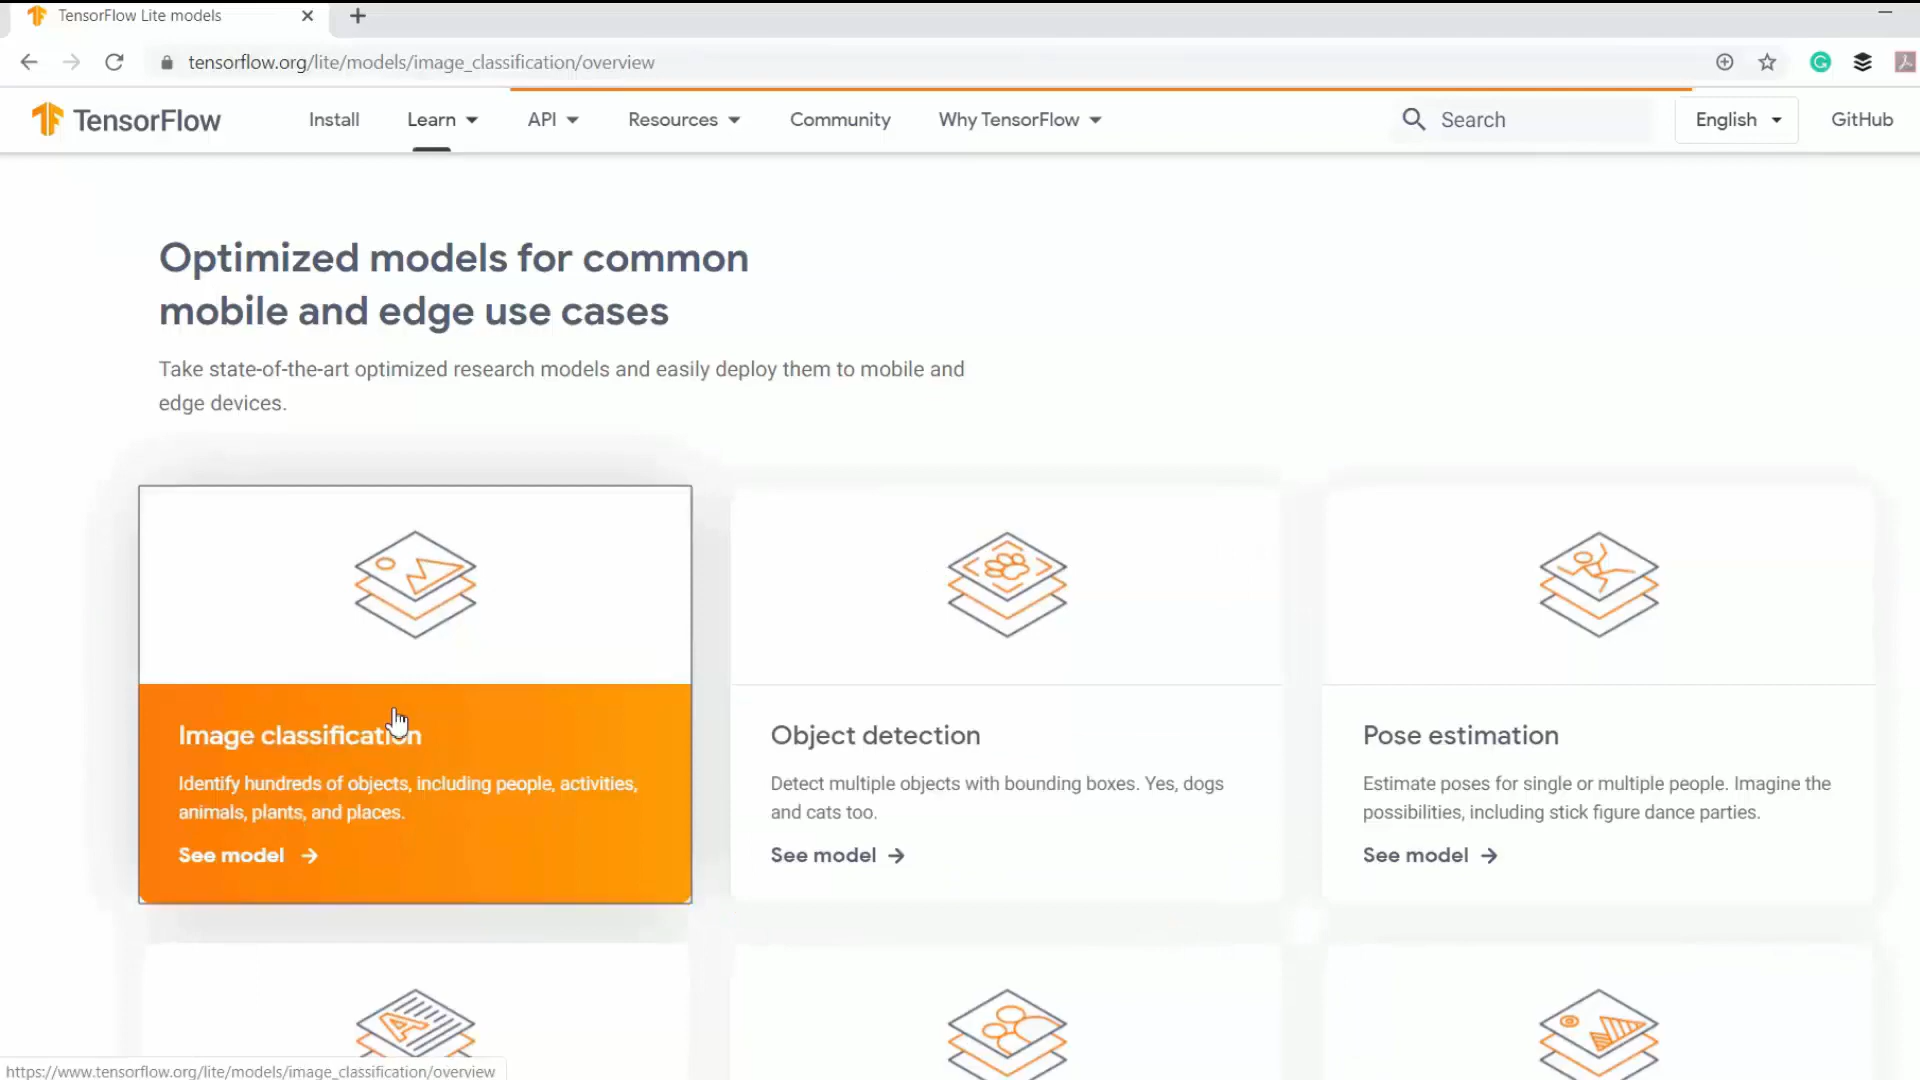 TensorFlow Lite models
tensorflow.org/lite/models/image_classification/overview
TensorFlow
Install
Learn
API
Resources
Community
Why TensorFlow
Search
English
GitHub
Optimized models for common
mobile and edge use cases
Take state-of-the-art optimized research models and easily deploy them to mobile and
edge devices.
Image classification
Identify hundreds of objects, including people, activities,
animals, plants, and places.
See model
Object detection
Detect multiple objects with bounding boxes. Yes, dogs
and cats too.
See model
Pose estimation
Estimate poses for single or multiple people. Imagine the
possibilities, including stick figure dance parties.
See model
A
https://www.tensorflow.org/lite/models/image_classification/overview